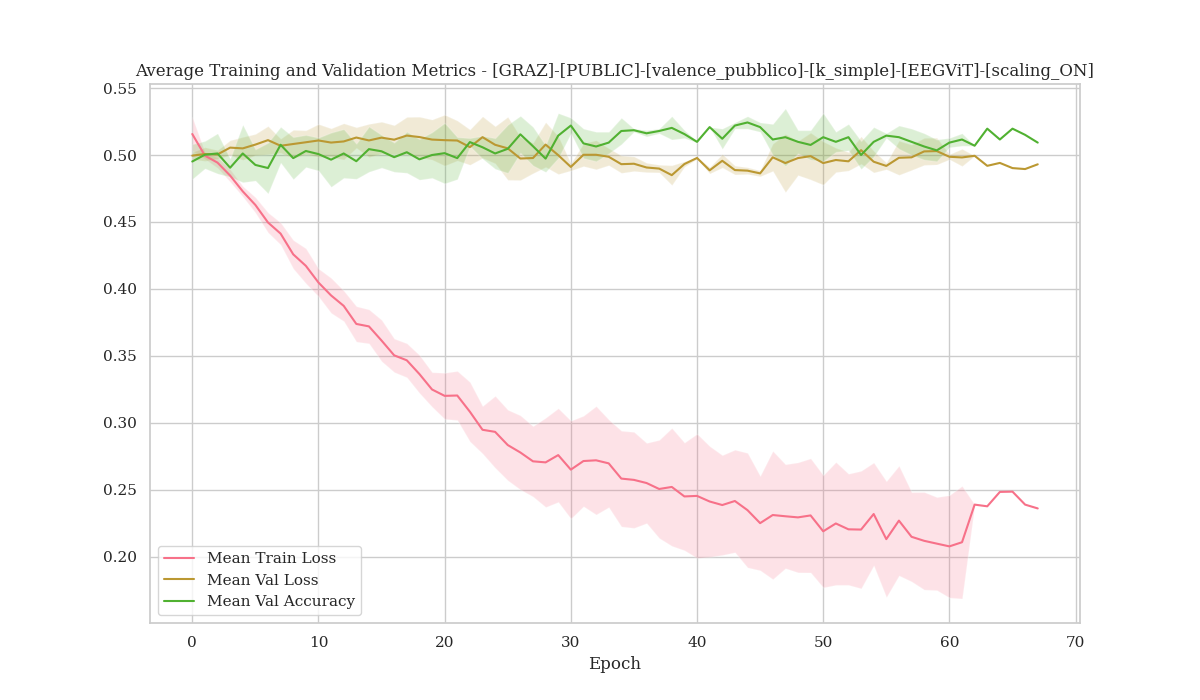 Average Training and Validation Metrics - [GRAZ]-[PUBLIC]-[valence_pubblico]-[k_simple]-[EEGViT]-[scaling_ON]
0.55
0.50
0.45
0.40
0.35
0.30
0.25
0.20
Mean Train Loss
Mean Val Loss
Mean Val Accuracy
0 10 20 30 40 50 60 70
Epoch